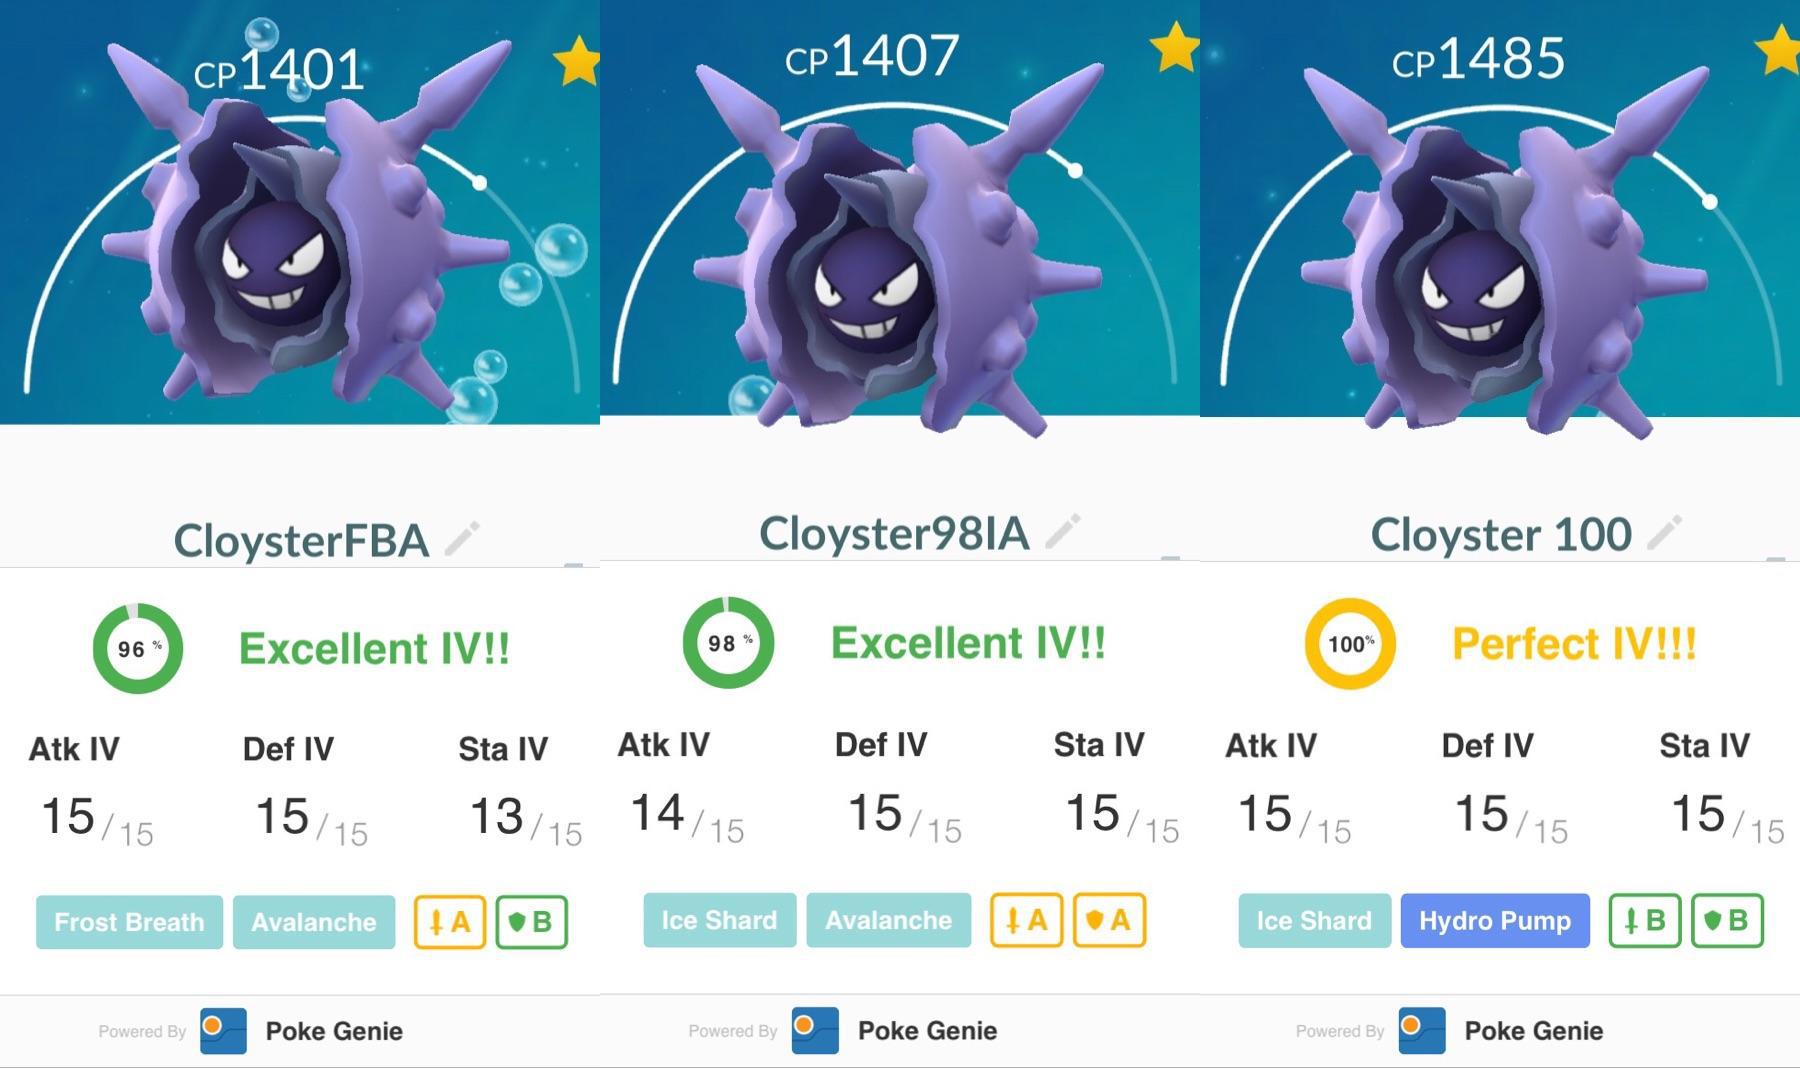 CP1401
CloysterFBA
96 %
Excellent IV!!
Atk IV Def IV Sta IV
15/15 15/15 13/15
Frost Breath Avalanche A B
Powered By Poke Genie
CP1407
Cloyster98IA
98 %
Excellent IV!!
Atk IV Def IV Sta IV
14/15 15/15 15/15
Ice Shard Avalanche A A
Powered By Poke Genie
CP1485
Cloyster 100
100%
Perfect IV!!!
Atk IV Def IV Sta IV
15/15 15/15 15/15
Ice Shard Hydro Pump B B
Powered By Poke Genie